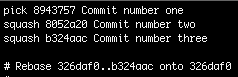 pick 8943757 Commit number one
squash 8052a20 Commit number two
squash b324aac Commit number three

# Rebase 326daf0..b324aac onto 326daf0